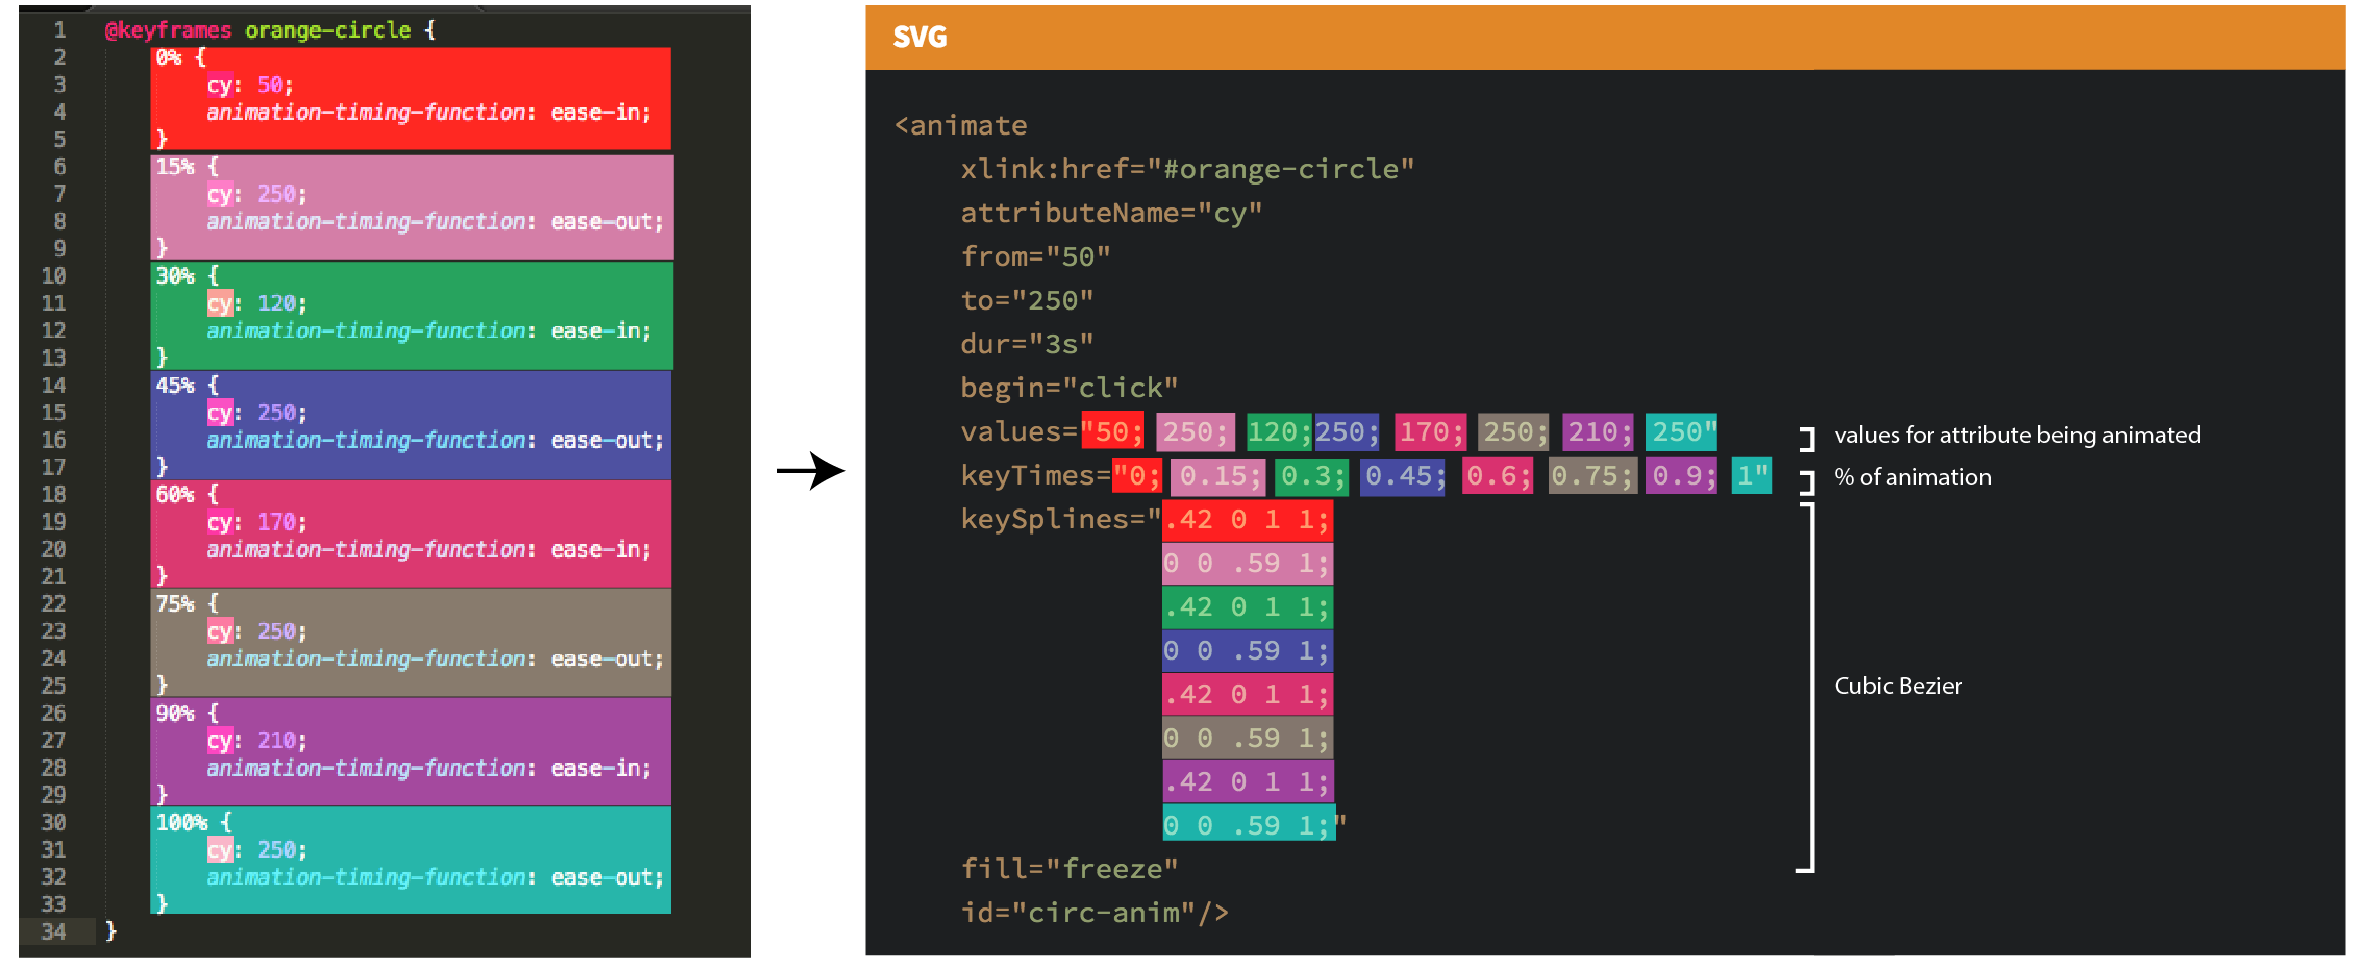 1 @keyframes orange-circle {
2 0% {
3 cy: 50;
4 animation-timing-function: ease-in;
5 }
6 15% {
7 cy: 250;
8 animation-timing-function: ease-out;
9 }
10 30% {
11 cy: 120;
12 animation-timing-function: ease-in;
13 }
14 45% {
15 cy: 250;
16 animation-timing-function: ease-out;
17 }
18 60% {
19 cy: 170;
20 animation-timing-function: ease-in;
21 }
22 75% {
23 cy: 250;
24 animation-timing-function: ease-out;
25 }
26 90% {
27 cy: 210;
28 animation-timing-function: ease-in;
29 }
30 100% {
31 cy: 250;
32 animation-timing-function: ease-out;
33 }
34 }
SVG
<animate
xlink:href="#orange-circle"
attributeName="cy"
from="50"
to="250"
dur="3s"
begin="click"
values="50; 250; 120;250; 170; 250; 210; 250"
values for attribute being animated
keyTimes="0; 0.15; 0.3; 0.45; 0.6; 0.75; 0.9; 1"
% of animation
keySplines=".42 0 1 1;
0 0 .59 1;
.42 0 1 1;
0 0 .59 1;
.42 0 1 1;
0 0 .59 1;
.42 0 1 1;
0 0 .59 1;"
Cubic Bezier
fill="freeze"
id="circ-anim"/>